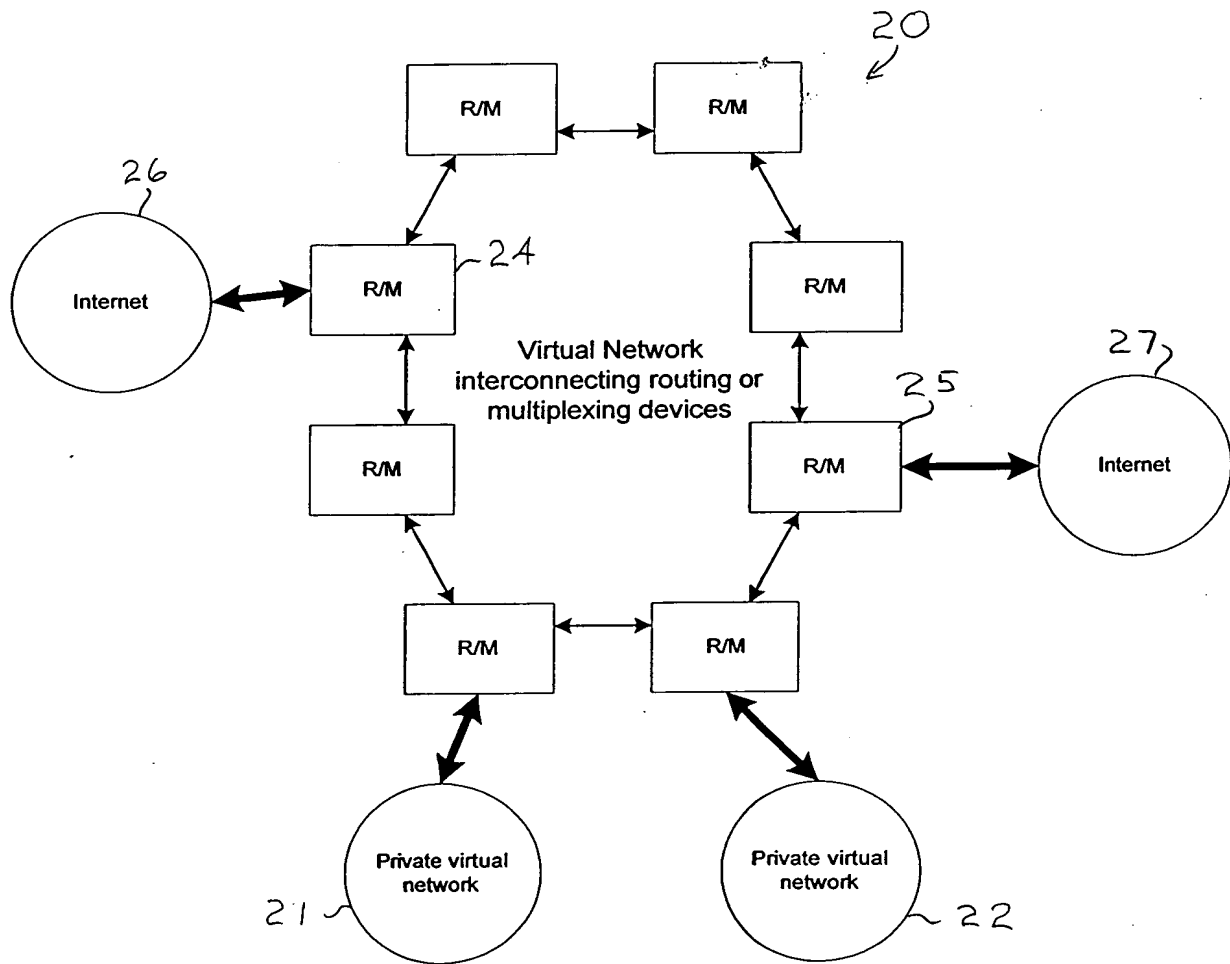 20
R/M
R/M
26
24
Internet
R/M
R/M
Virtual Network
interconnecting routing or
multiplexing devices
27
25
R/M
R/M
Internet
R/M
R/M
Private virtual
network
Private virtual
network
21
22